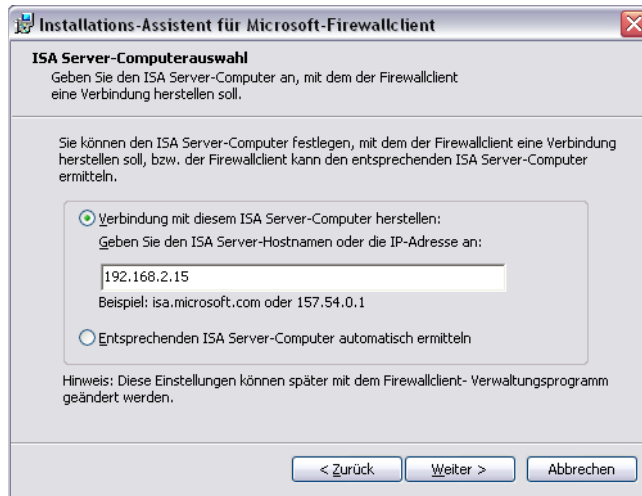 Installations-Assistent für Microsoft-Firewallclient
ISA Server-Computerauswahl
Geben Sie den ISA Server-Computer an, mit dem der Firewallclient
eine Verbindung herstellen soll.
Sie können den ISA Server-Computer festlegen, mit dem der Firewallclient eine Verbindung
herstellen soll, bzw. der Firewallclient kann den entsprechenden ISA Server-Computer
ermitteln.
Verbindung mit diesem ISA Server-Computer herstellen:
Geben Sie den ISA Server-Hostnamen oder die IP-Adresse an:
192.168.2.15
Beispiel: isa.microsoft.com oder 157.54.0.1
Entsprechenden ISA Server-Computer automatisch ermitteln
Hinweis: Diese Einstellungen können später mit dem Firewallclient- Verwaltungsprogramm
geändert werden.
< Zurück Weiter > Abbrechen